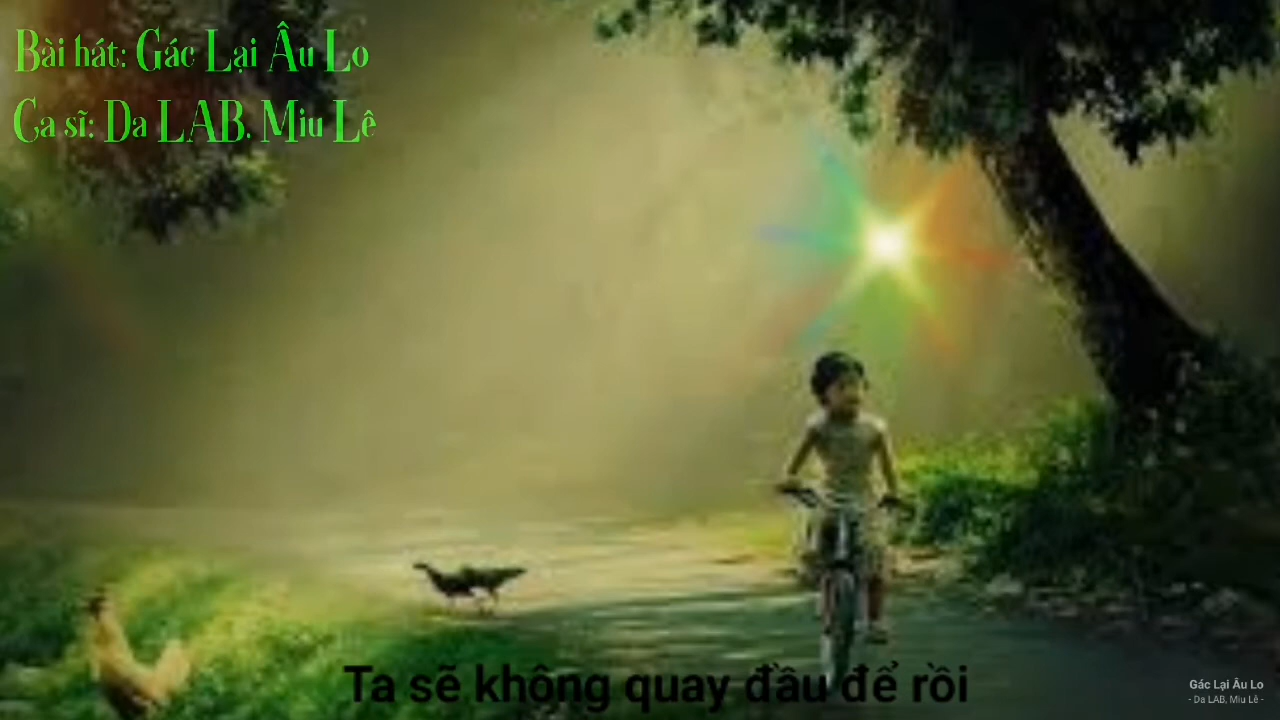 Bài hát: Gác Lại Âu Lo
Ca sĩ: Da LAB, Miu Lê
Ta sẽ không quay đầu để rồi
Gác Lại Âu Lo
- Da LAB, Miu Lê -